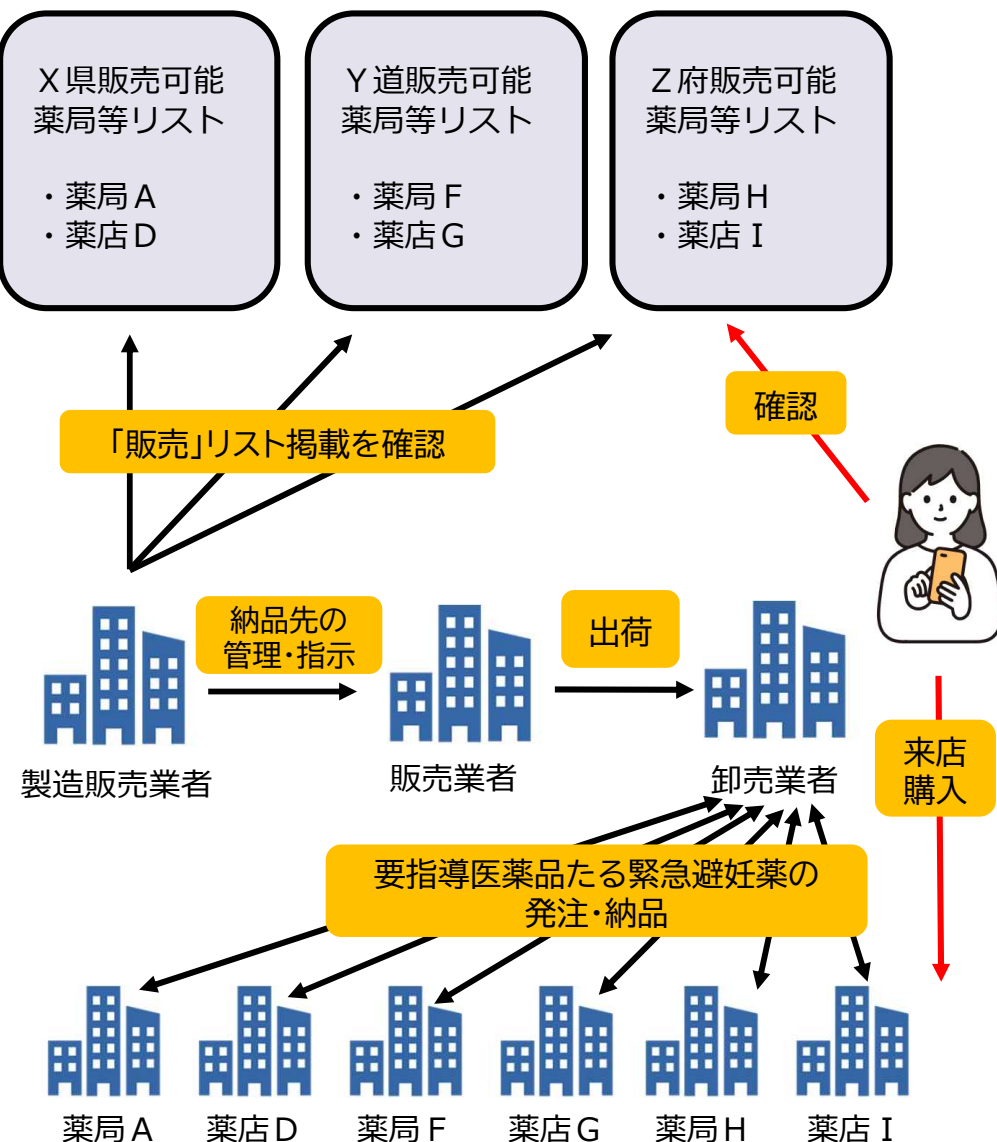 X県販売可能
薬局等リスト
・薬局A
・薬店D
Y道販売可能
薬局等リスト
・薬局F
・薬店G
Z府販売可能
薬局等リスト
・薬局H
・薬店I
「販売」リスト掲載を確認
確認
納品先の
管理・指示
出荷
製造販売業者
販売業者
卸売業者
来店
購入
要指導医薬品たる緊急避妊薬の
発注・納品
薬局A
薬店D
薬局F
薬店G
薬局H
薬店I